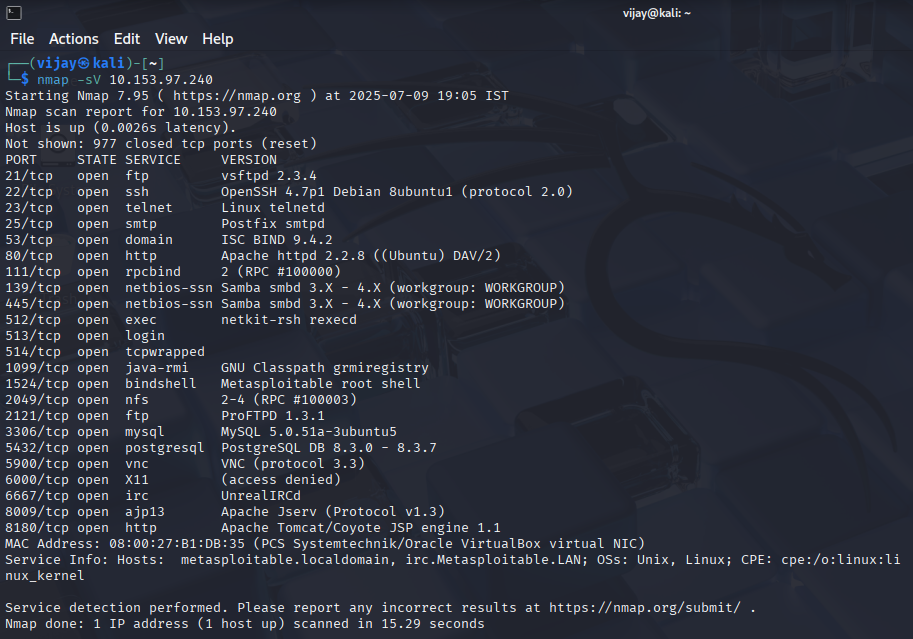 vijay@kali: ~
File Actions Edit View Help
┌──(vijay㉿kali)-[~]
└─$ nmap -sV 10.153.97.240
Starting Nmap 7.95 ( https://nmap.org ) at 2025-07-09 19:05 IST
Nmap scan report for 10.153.97.240
Host is up (0.0026s latency).
Not shown: 977 closed tcp ports (reset)
PORT     STATE SERVICE     VERSION
21/tcp   open  ftp         vsftpd 2.3.4
22/tcp   open  ssh         OpenSSH 4.7p1 Debian 8ubuntu1 (protocol 2.0)
23/tcp   open  telnet      Linux telnetd
25/tcp   open  smtp        Postfix smtpd
53/tcp   open  domain      ISC BIND 9.4.2
80/tcp   open  http        Apache httpd 2.2.8 ((Ubuntu) DAV/2)
111/tcp  open  rpcbind     2 (RPC #100000)
139/tcp  open  netbios-ssn Samba smbd 3.X - 4.X (workgroup: WORKGROUP)
445/tcp  open  netbios-ssn Samba smbd 3.X - 4.X (workgroup: WORKGROUP)
512/tcp  open  exec        netkit-rsh rexecd
513/tcp  open  login
514/tcp  open  tcpwrapped
1099/tcp open  java-rmi    GNU Classpath grmiregistry
1524/tcp open  bindshell   Metasploitable root shell
2049/tcp open  nfs         2-4 (RPC #100003)
2121/tcp open  ftp         ProFTPD 1.3.1
3306/tcp open  mysql       MySQL 5.0.51a-3ubuntu5
5432/tcp open  postgresql  PostgreSQL DB 8.3.0 - 8.3.7
5900/tcp open  vnc         VNC (protocol 3.3)
6000/tcp open  X11         (access denied)
6667/tcp open  irc         UnrealIRCd
8009/tcp open  ajp13       Apache Jserv (Protocol v1.3)
8180/tcp open  http        Apache Tomcat/Coyote JSP engine 1.1
MAC Address: 08:00:27:B1:DB:35 (PCS Systemtechnik/Oracle VirtualBox virtual NIC)
Service Info: Hosts:  metasploitable.localdomain, irc.Metasploitable.LAN; OSs: Unix, Linux; CPE: cpe:/o:linux:li
nux_kernel

Service detection performed. Please report any incorrect results at https://nmap.org/submit/ .
Nmap done: 1 IP address (1 host up) scanned in 15.29 seconds